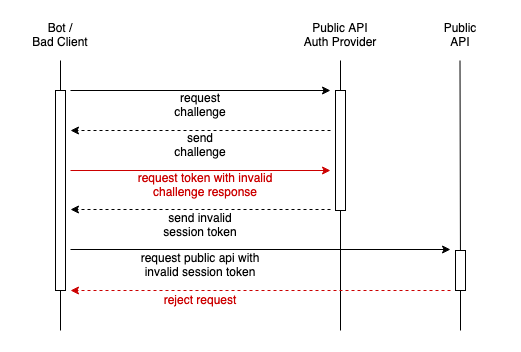 Bot /
Bad Client
Public API
Auth Provider
Public
API
request
challenge
send
challenge
request token with invalid
challenge response
send invalid
session token
request public api with
invalid session token
reject request